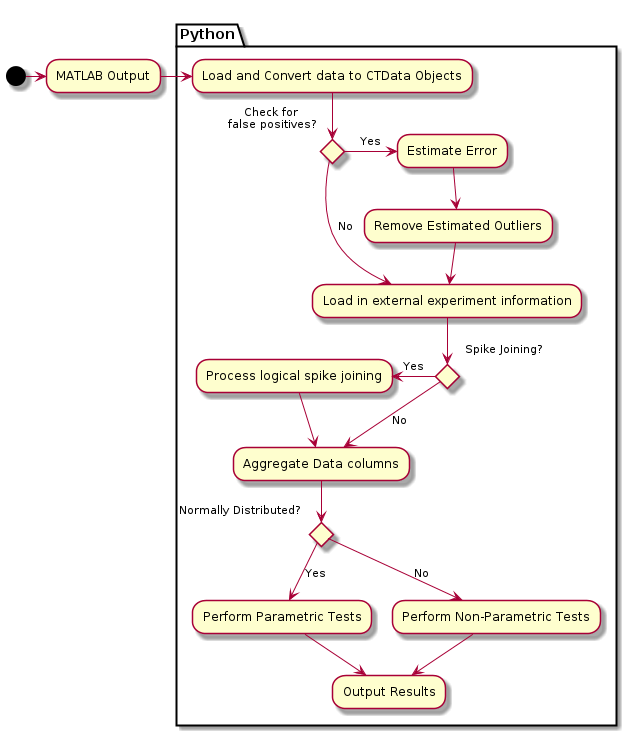 Python
MATLAB Output
Load and Convert data to CTData Objects
Check for
false positives?
Yes
Estimate Error
Remove Estimated Outliers
No
Load in external experiment information
Spike Joining?
Yes
Process logical spike joining
No
Aggregate Data columns
Normally Distributed?
Yes
No
Perform Parametric Tests
Perform Non-Parametric Tests
Output Results